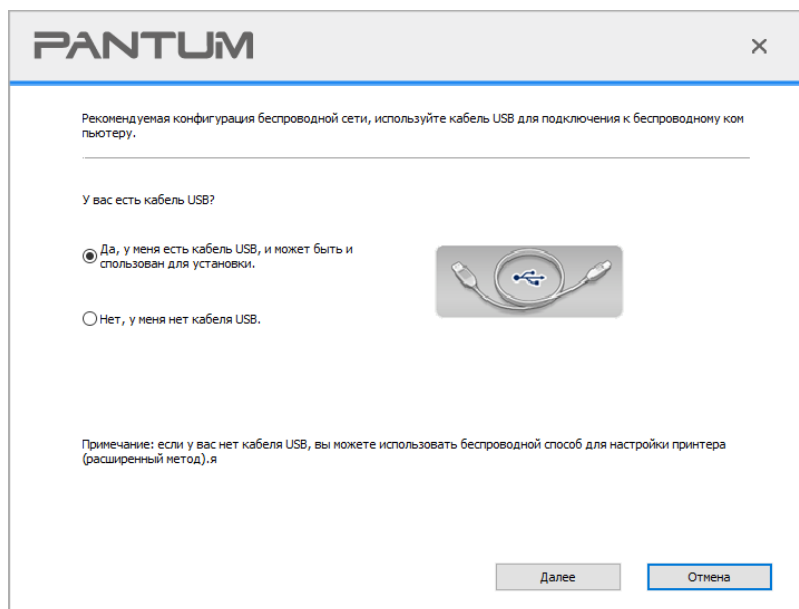 PANTUM
Рекомендуемая конфигурация беспроводной сети, используйте кабель USB для подключения к беспроводному ком
пьютеру.
У вас есть кабель USB?
Да, у меня есть кабель USB, и может быть и
спользован для установки.
Нет, у меня нет кабеля USB.
Примечание: если у вас нет кабеля USB, вы можете использовать беспроводной способ для настройки принтера
(расширенный метод).я
Далее
Отмена